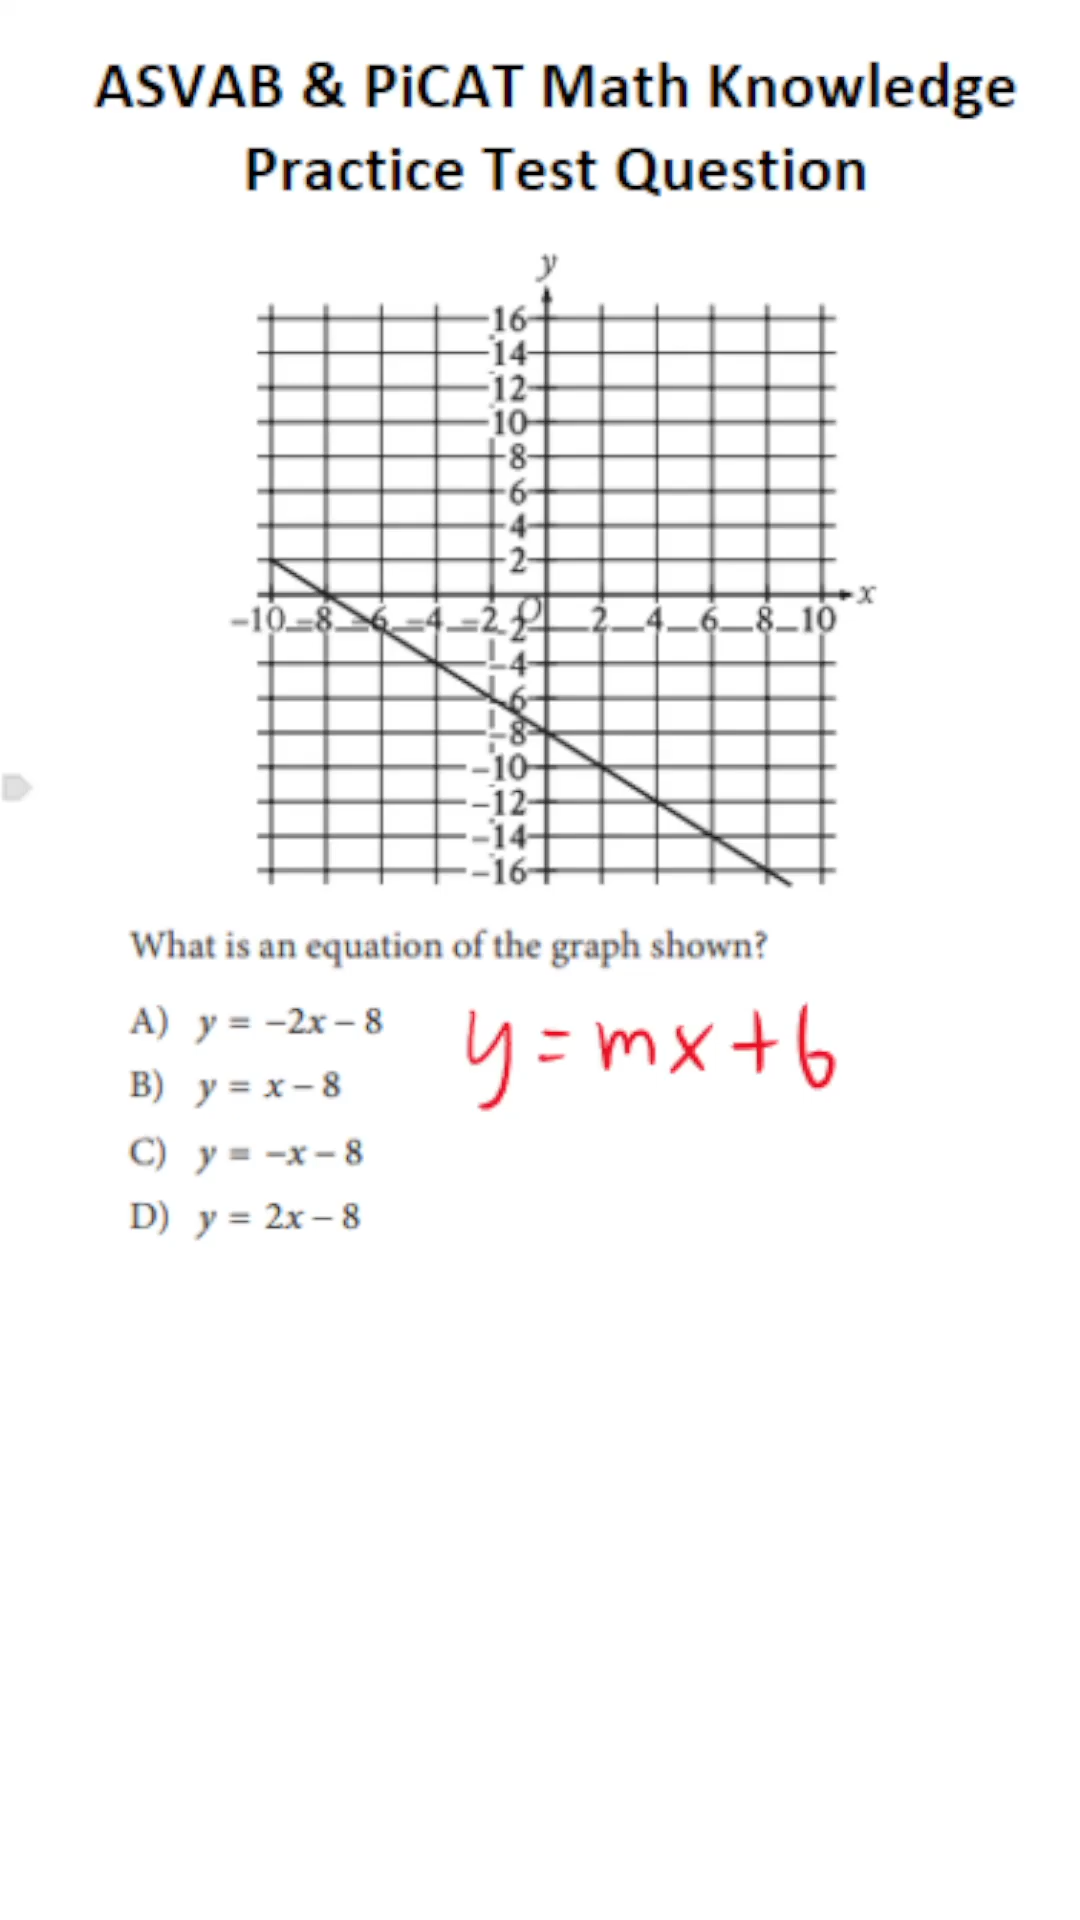 ASVAB & PiCAT Math Knowledge
Practice Test Question
y
16
14
12
10
8
6
4
2
x
−10 −8 −6 −4 −2 O 2 4 6 8 10
−2
−4
−6
−8
−10
−12
−14
−16
What is an equation of the graph shown?
A) y = −2x − 8
y = mx + b
B) y = x − 8
C) y = −x − 8
D) y = 2x − 8